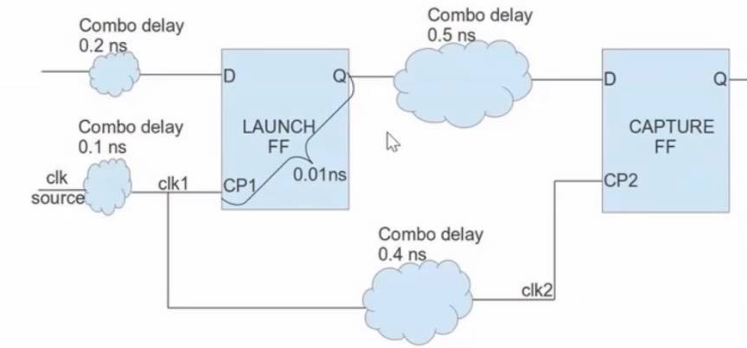 Combo delay
0.2 ns
Combo delay
0.5 ns
D
Q
D
Q
LAUNCH
FF
CAPTURE
FF
Combo delay
0.1 ns
clk
source
clk1
CP1
0.01ns
CP2
Combo delay
0.4 ns
clk2